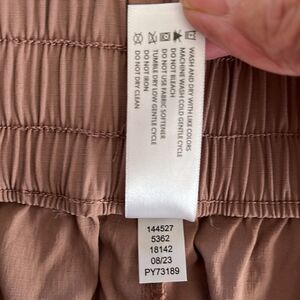 WASH AND DRY WITH LIKE COLORS
MACHINE WASH COLD GENTLE CYCLE
DO NOT BLEACH
DO NOT USE FABRIC SOFTENER
TUMBLE DRY LOW GENTLE CYCLE
DO NOT IRON
DO NOT DRY CLEAN
144527
5362
18142
08/23
PY73189